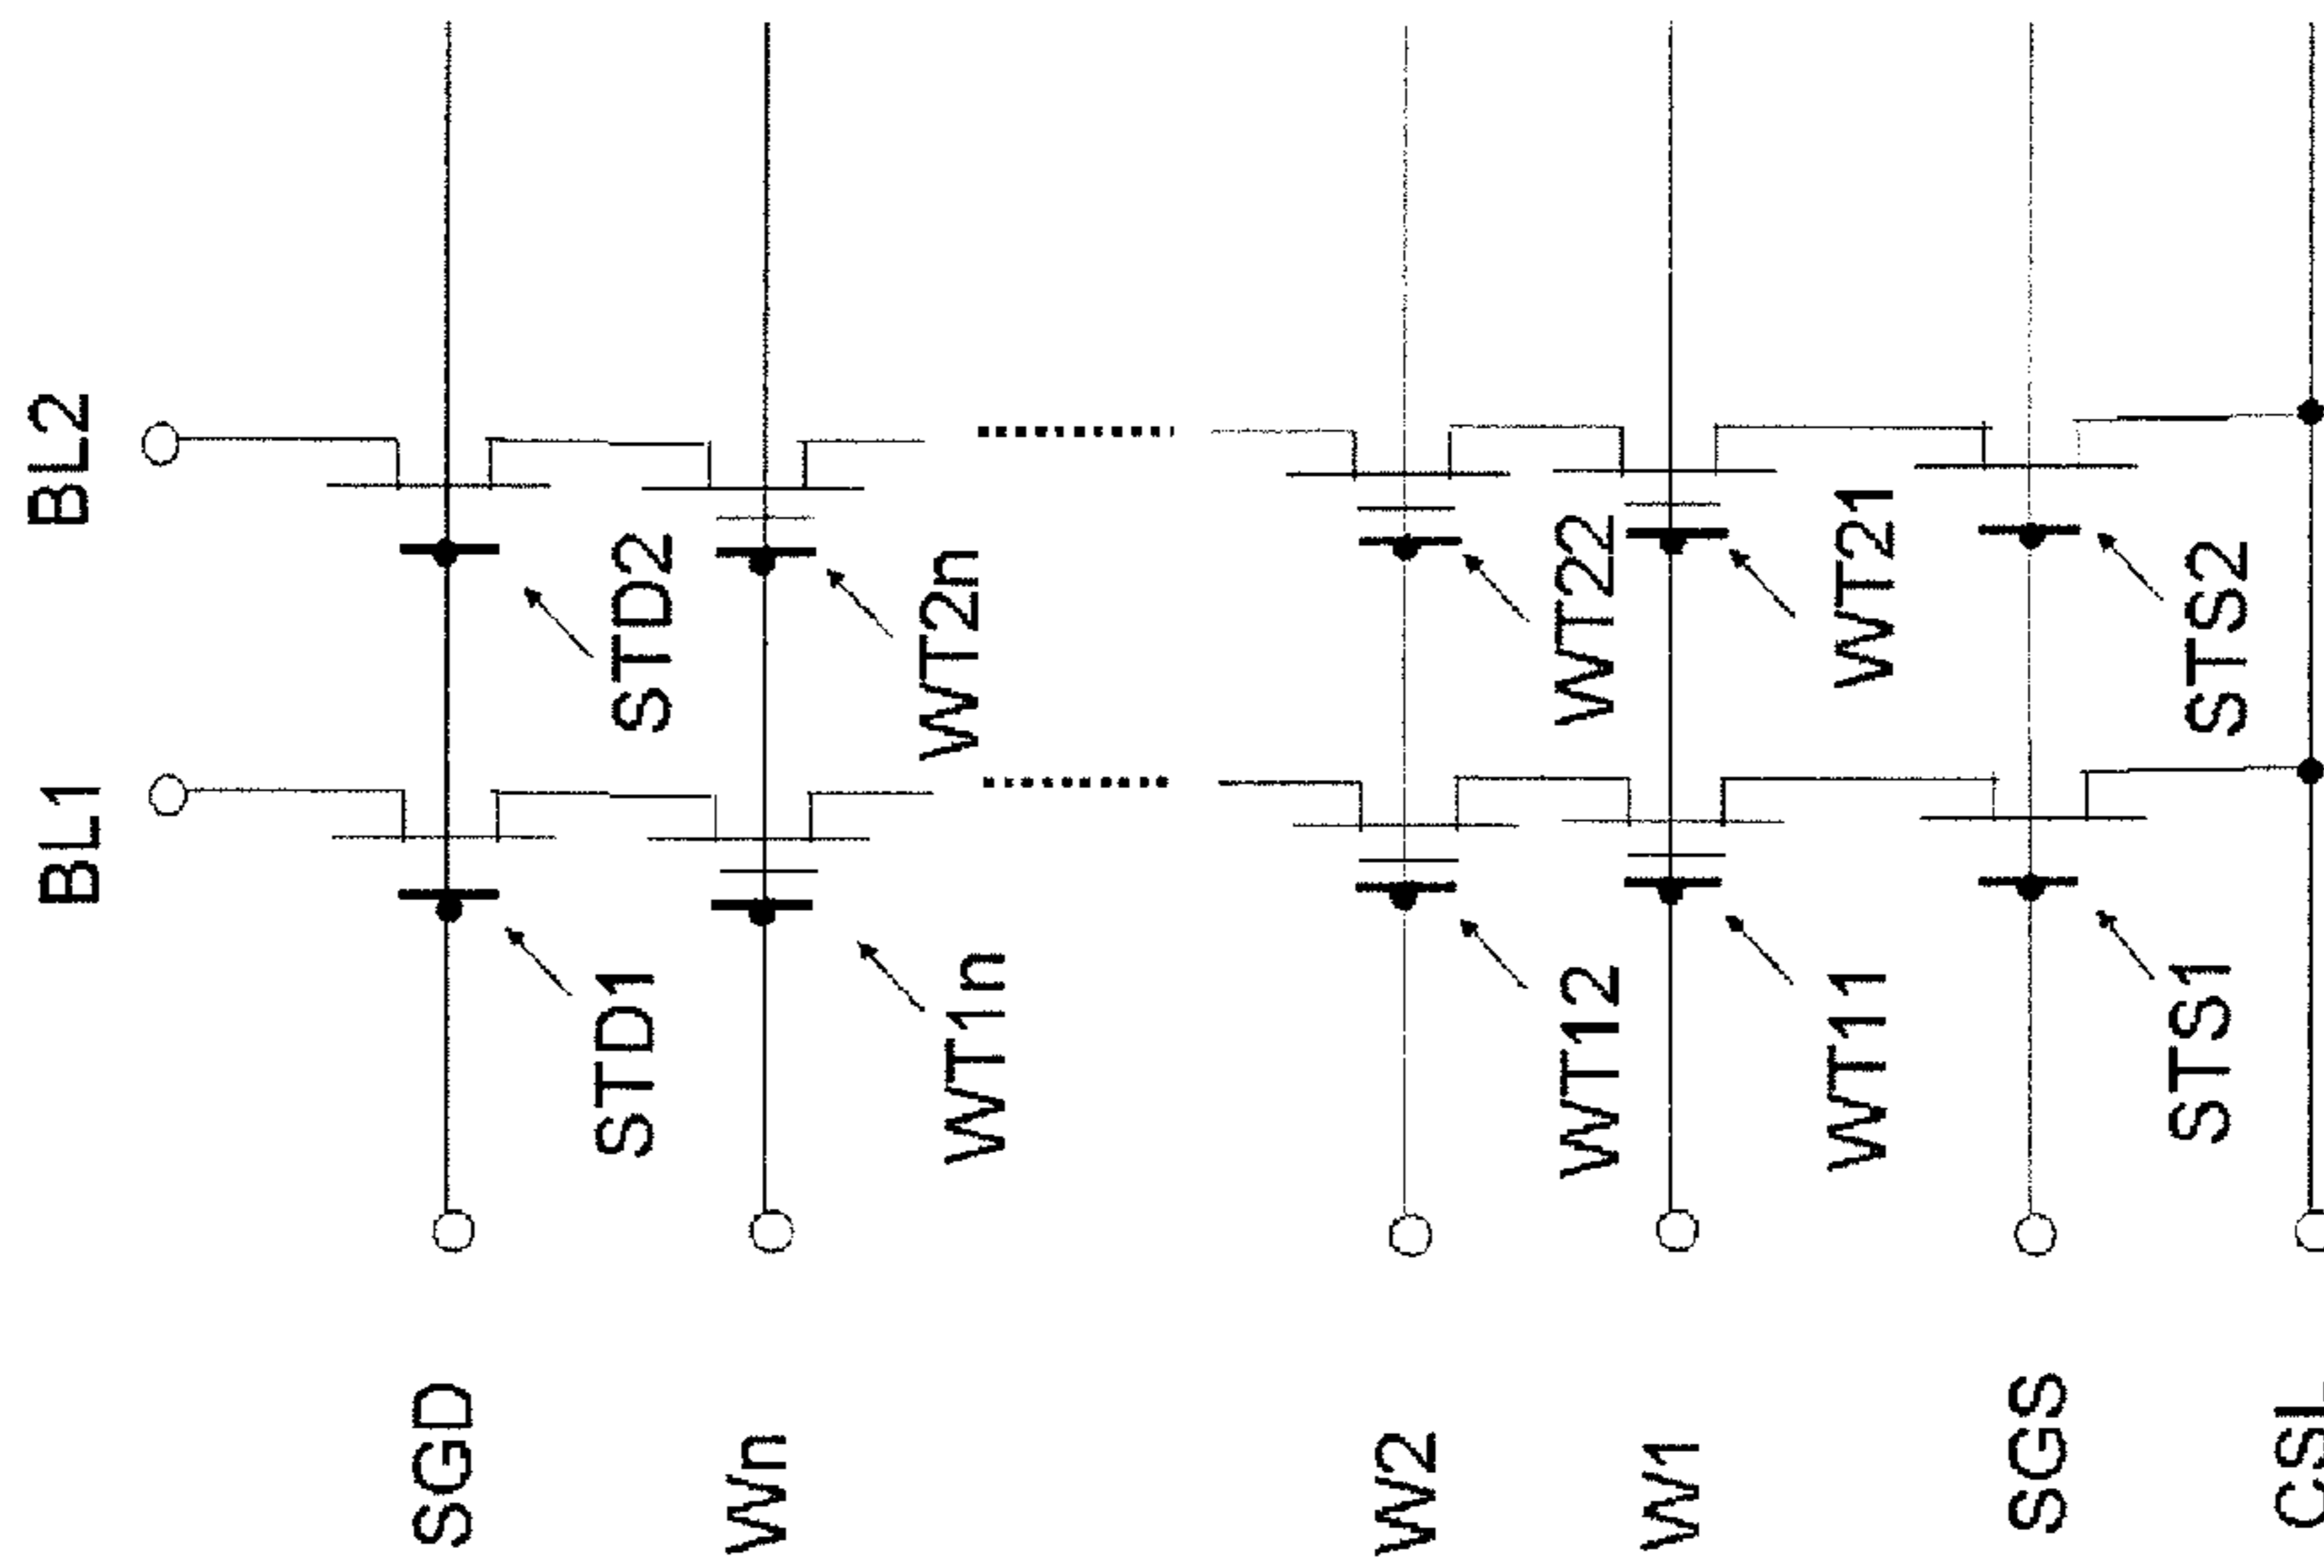 BL1
BL2
SGD
STD1
STD2
Wn
WT1n
WT2n
W2
WT12
WT22
W1
WT11
WT21
SGS
STS1
STS2
CSL